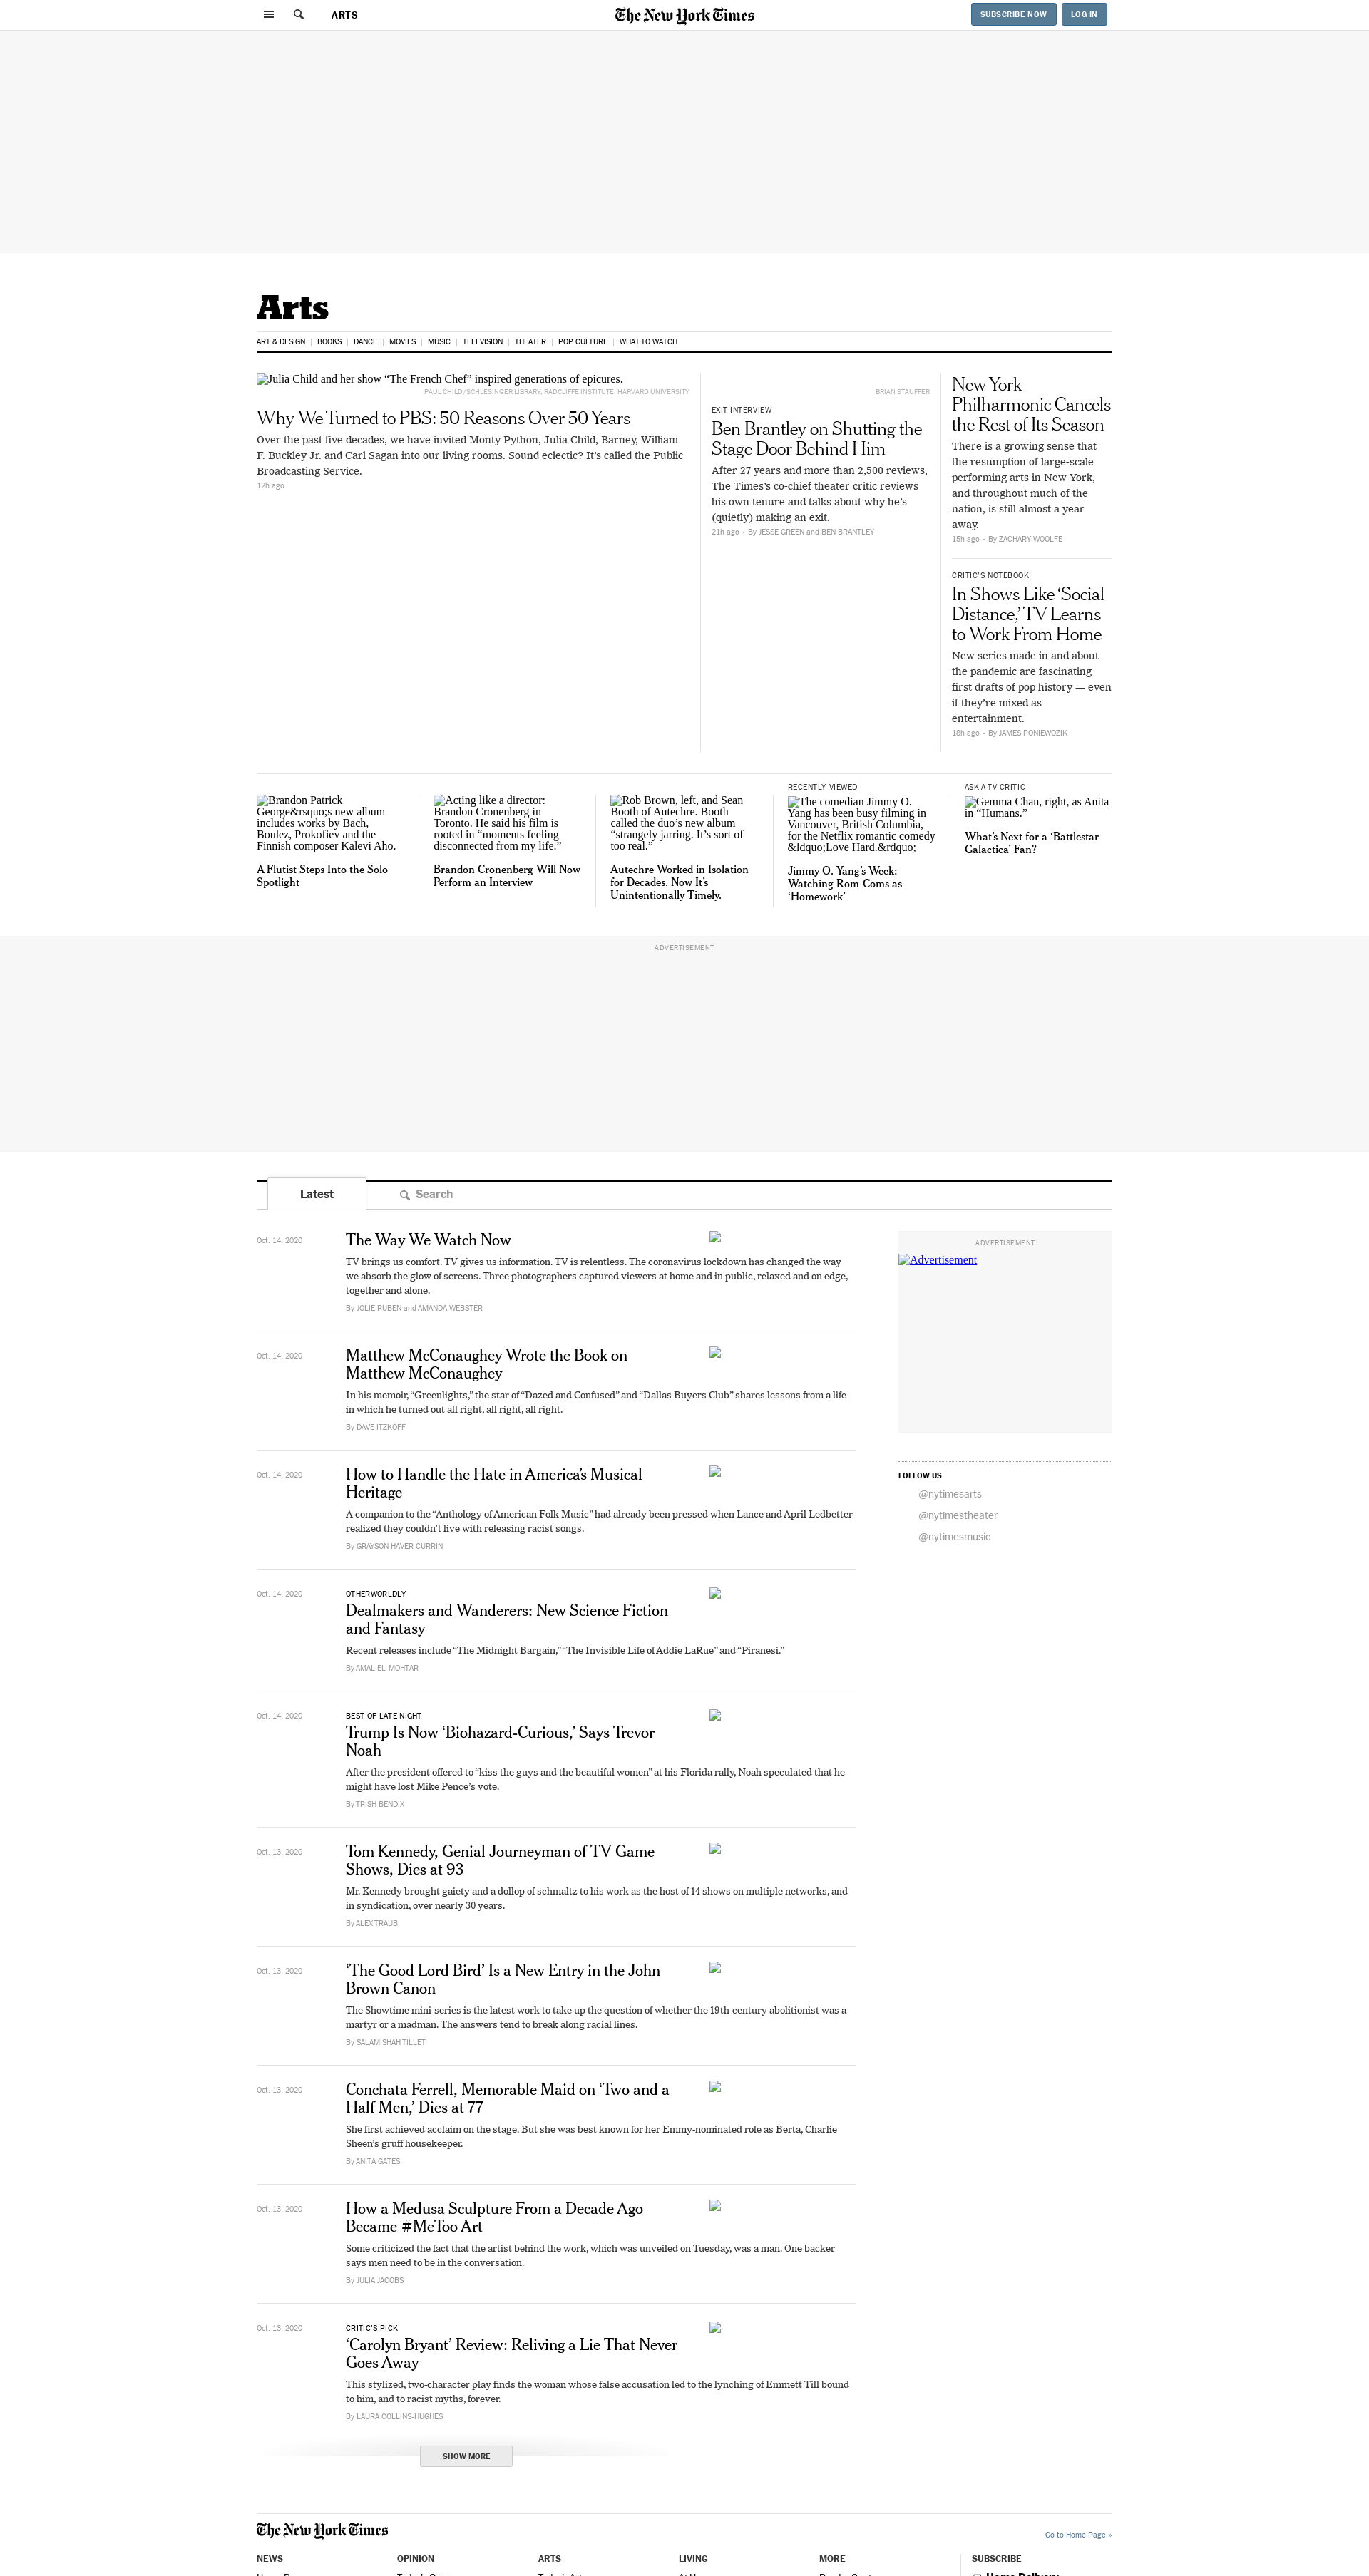 ARTS
The New York Times
SUBSCRIBE NOW
LOG IN
Arts
ART & DESIGN
BOOKS
DANCE
MOVIES
MUSIC
TELEVISION
THEATER
POP CULTURE
WHAT TO WATCH
Julia Child and her show “The French Chef” inspired generations of epicures.
PAUL CHILD/SCHLESINGER LIBRARY, RADCLIFFE INSTITUTE, HARVARD UNIVERSITY
Why We Turned to PBS: 50 Reasons Over 50 Years
Over the past five decades, we have invited Monty Python, Julia Child, Barney, William
F. Buckley Jr. and Carl Sagan into our living rooms. Sound eclectic? It’s called the Public
Broadcasting Service.
12h ago
BRIAN STAUFFER
EXIT INTERVIEW
Ben Brantley on Shutting the
Stage Door Behind Him
After 27 years and more than 2,500 reviews,
The Times’s co-chief theater critic reviews
his own tenure and talks about why he’s
(quietly) making an exit.
21h ago • By JESSE GREEN and BEN BRANTLEY
New York
Philharmonic Cancels
the Rest of Its Season
There is a growing sense that
the resumption of large-scale
performing arts in New York,
and throughout much of the
nation, is still almost a year
away.
15h ago • By ZACHARY WOOLFE
CRITIC’S NOTEBOOK
In Shows Like ‘Social
Distance,’ TV Learns
to Work From Home
New series made in and about
the pandemic are fascinating
first drafts of pop history — even
if they’re mixed as
entertainment.
18h ago • By JAMES PONIEWOZIK
Brandon Patrick
George&rsquo;s new album
includes works by Bach,
Boulez, Prokofiev and the
Finnish composer Kalevi Aho.
A Flutist Steps Into the Solo
Spotlight
Acting like a director:
Brandon Cronenberg in
Toronto. He said his film is
rooted in “moments feeling
disconnected from my life.”
Brandon Cronenberg Will Now
Perform an Interview
Rob Brown, left, and Sean
Booth of Autechre. Booth
called the duo’s new album
“strangely jarring. It’s sort of
too real.”
Autechre Worked in Isolation
for Decades. Now It’s
Unintentionally Timely.
RECENTLY VIEWED
The comedian Jimmy O.
Yang has been busy filming in
Vancouver, British Columbia,
for the Netflix romantic comedy
&ldquo;Love Hard.&rdquo;
Jimmy O. Yang’s Week:
Watching Rom-Coms as
‘Homework’
ASK A TV CRITIC
Gemma Chan, right, as Anita
in “Humans.”
What’s Next for a ‘Battlestar
Galactica’ Fan?
ADVERTISEMENT
Latest
Search
Oct. 14, 2020
The Way We Watch Now
TV brings us comfort. TV gives us information. TV is relentless. The coronavirus lockdown has changed the way
we absorb the glow of screens. Three photographers captured viewers at home and in public, relaxed and on edge,
together and alone.
By JOLIE RUBEN and AMANDA WEBSTER
ADVERTISEMENT
Advertisement
Oct. 14, 2020
Matthew McConaughey Wrote the Book on
Matthew McConaughey
In his memoir, “Greenlights,” the star of “Dazed and Confused” and “Dallas Buyers Club” shares lessons from a life
in which he turned out all right, all right, all right.
By DAVE ITZKOFF
Oct. 14, 2020
How to Handle the Hate in America’s Musical
Heritage
A companion to the “Anthology of American Folk Music” had already been pressed when Lance and April Ledbetter
realized they couldn’t live with releasing racist songs.
By GRAYSON HAVER CURRIN
FOLLOW US
@nytimesarts
@nytimestheater
@nytimesmusic
Oct. 14, 2020
OTHERWORLDLY
Dealmakers and Wanderers: New Science Fiction
and Fantasy
Recent releases include “The Midnight Bargain,” “The Invisible Life of Addie LaRue” and “Piranesi.”
By AMAL EL-MOHTAR
Oct. 14, 2020
BEST OF LATE NIGHT
Trump Is Now ‘Biohazard-Curious,’ Says Trevor
Noah
After the president offered to “kiss the guys and the beautiful women” at his Florida rally, Noah speculated that he
might have lost Mike Pence’s vote.
By TRISH BENDIX
Oct. 13, 2020
Tom Kennedy, Genial Journeyman of TV Game
Shows, Dies at 93
Mr. Kennedy brought gaiety and a dollop of schmaltz to his work as the host of 14 shows on multiple networks, and
in syndication, over nearly 30 years.
By ALEX TRAUB
Oct. 13, 2020
‘The Good Lord Bird’ Is a New Entry in the John
Brown Canon
The Showtime mini-series is the latest work to take up the question of whether the 19th-century abolitionist was a
martyr or a madman. The answers tend to break along racial lines.
By SALAMISHAH TILLET
Oct. 13, 2020
Conchata Ferrell, Memorable Maid on ‘Two and a
Half Men,’ Dies at 77
She first achieved acclaim on the stage. But she was best known for her Emmy-nominated role as Berta, Charlie
Sheen’s gruff housekeeper.
By ANITA GATES
Oct. 13, 2020
How a Medusa Sculpture From a Decade Ago
Became #MeToo Art
Some criticized the fact that the artist behind the work, which was unveiled on Tuesday, was a man. One backer
says men need to be in the conversation.
By JULIA JACOBS
Oct. 13, 2020
CRITIC’S PICK
‘Carolyn Bryant’ Review: Reliving a Lie That Never
Goes Away
This stylized, two-character play finds the woman whose false accusation led to the lynching of Emmett Till bound
to him, and to racist myths, forever.
By LAURA COLLINS-HUGHES
SHOW MORE
The New York Times
Go to Home Page »
NEWS
OPINION
ARTS
LIVING
MORE
SUBSCRIBE